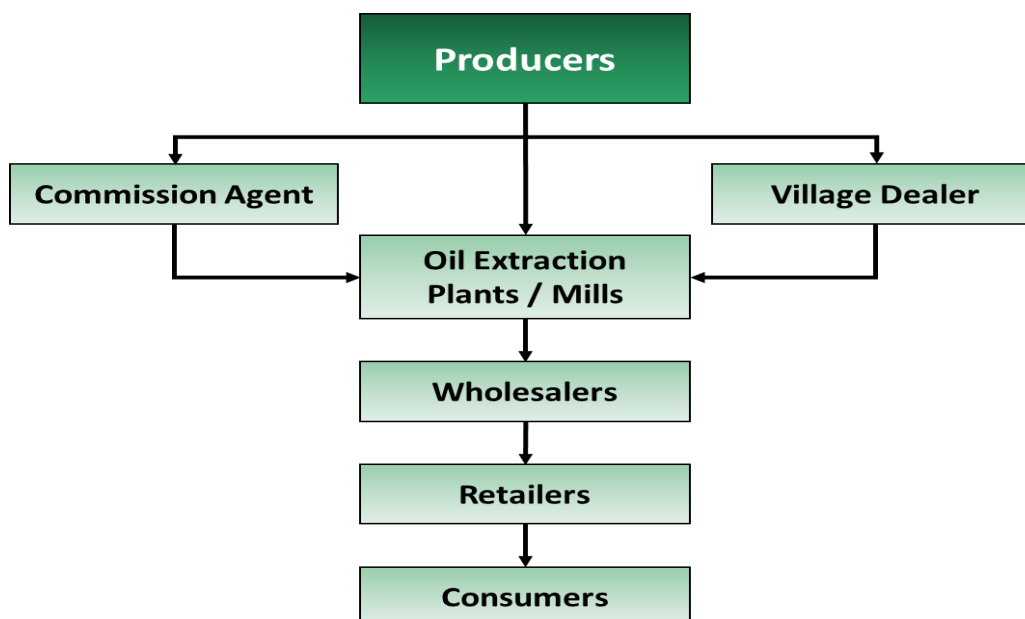 Producers
Commission Agent
Village Dealer
Oil Extraction
Plants / Mills
Wholesalers
Retailers
Consumers